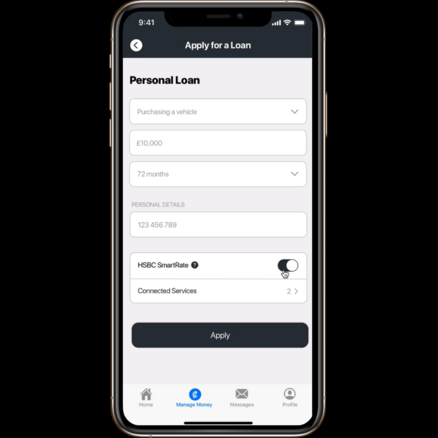 9:41
Apply for a Loan
Personal Loan
Purchasing a vehicle
£10,000
72 months
PERSONAL DETAILS
123 456 789
HSBC SmartRate ?
Connected Services 2
Apply
Home Manage Money Messages Profile